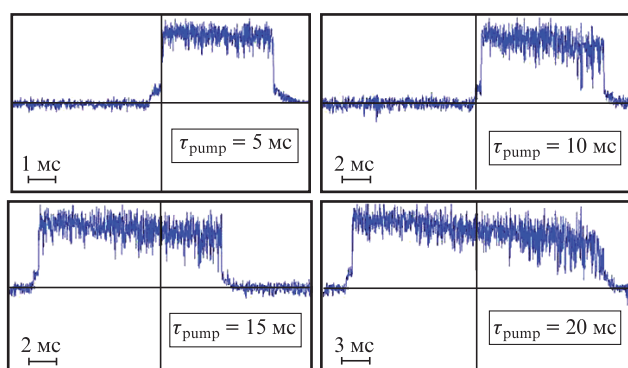 1 мс
τpump = 5 мс
2 мс
τpump = 10 мс
2 мс
τpump = 15 мс
3 мс
τpump = 20 мс